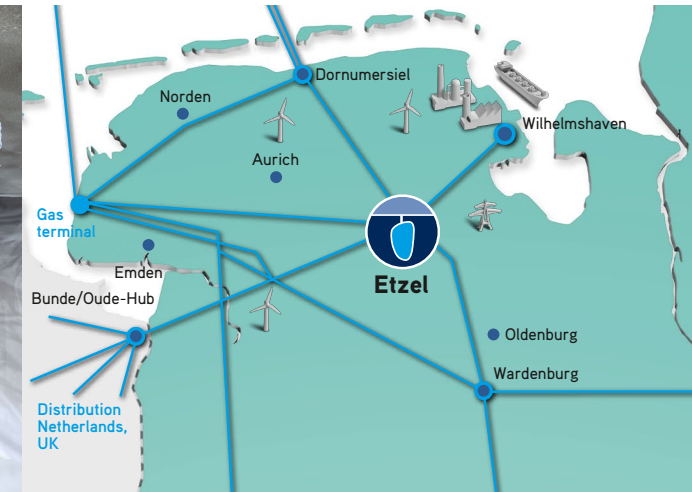 Dornumersiel
Norden
Wilhelmshaven
Aurich
Gas
terminal
Emden
Etzel
Bunde/Oude-Hub
Oldenburg
Wardenburg
Distribution
Netherlands,
UK